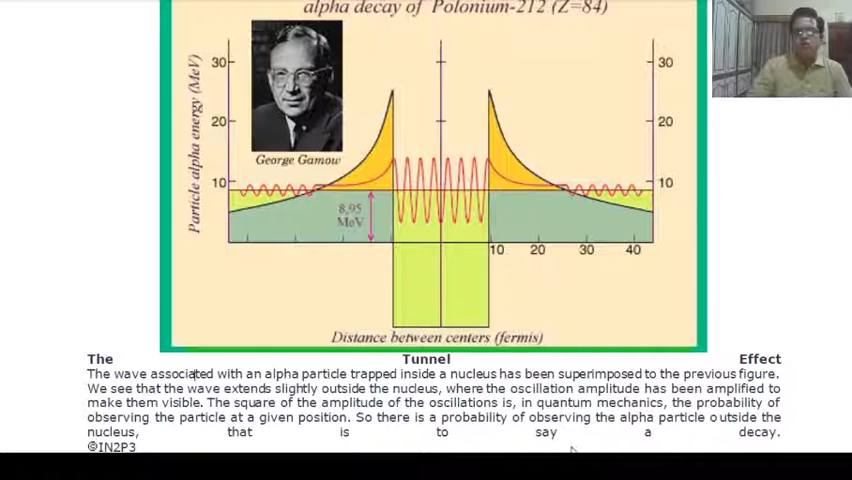 alpha decay of Polonium-212 (Z=84)
Particle alpha energy (MeV)
30
30
20
20
10
10
George Gamow
8,95
MeV
10 20 30 40
Distance between centers (fermis)
The Tunnel Effect
The wave associated with an alpha particle trapped inside a nucleus has been superimposed to the previous figure.
We see that the wave extends slightly outside the nucleus, where the oscillation amplitude has been amplified to
make them visible. The square of the amplitude of the oscillations is, in quantum mechanics, the probability of
observing the particle at a given position. So there is a probability of observing the alpha particle outside the
nucleus, that is to say a decay.
©IN2P3